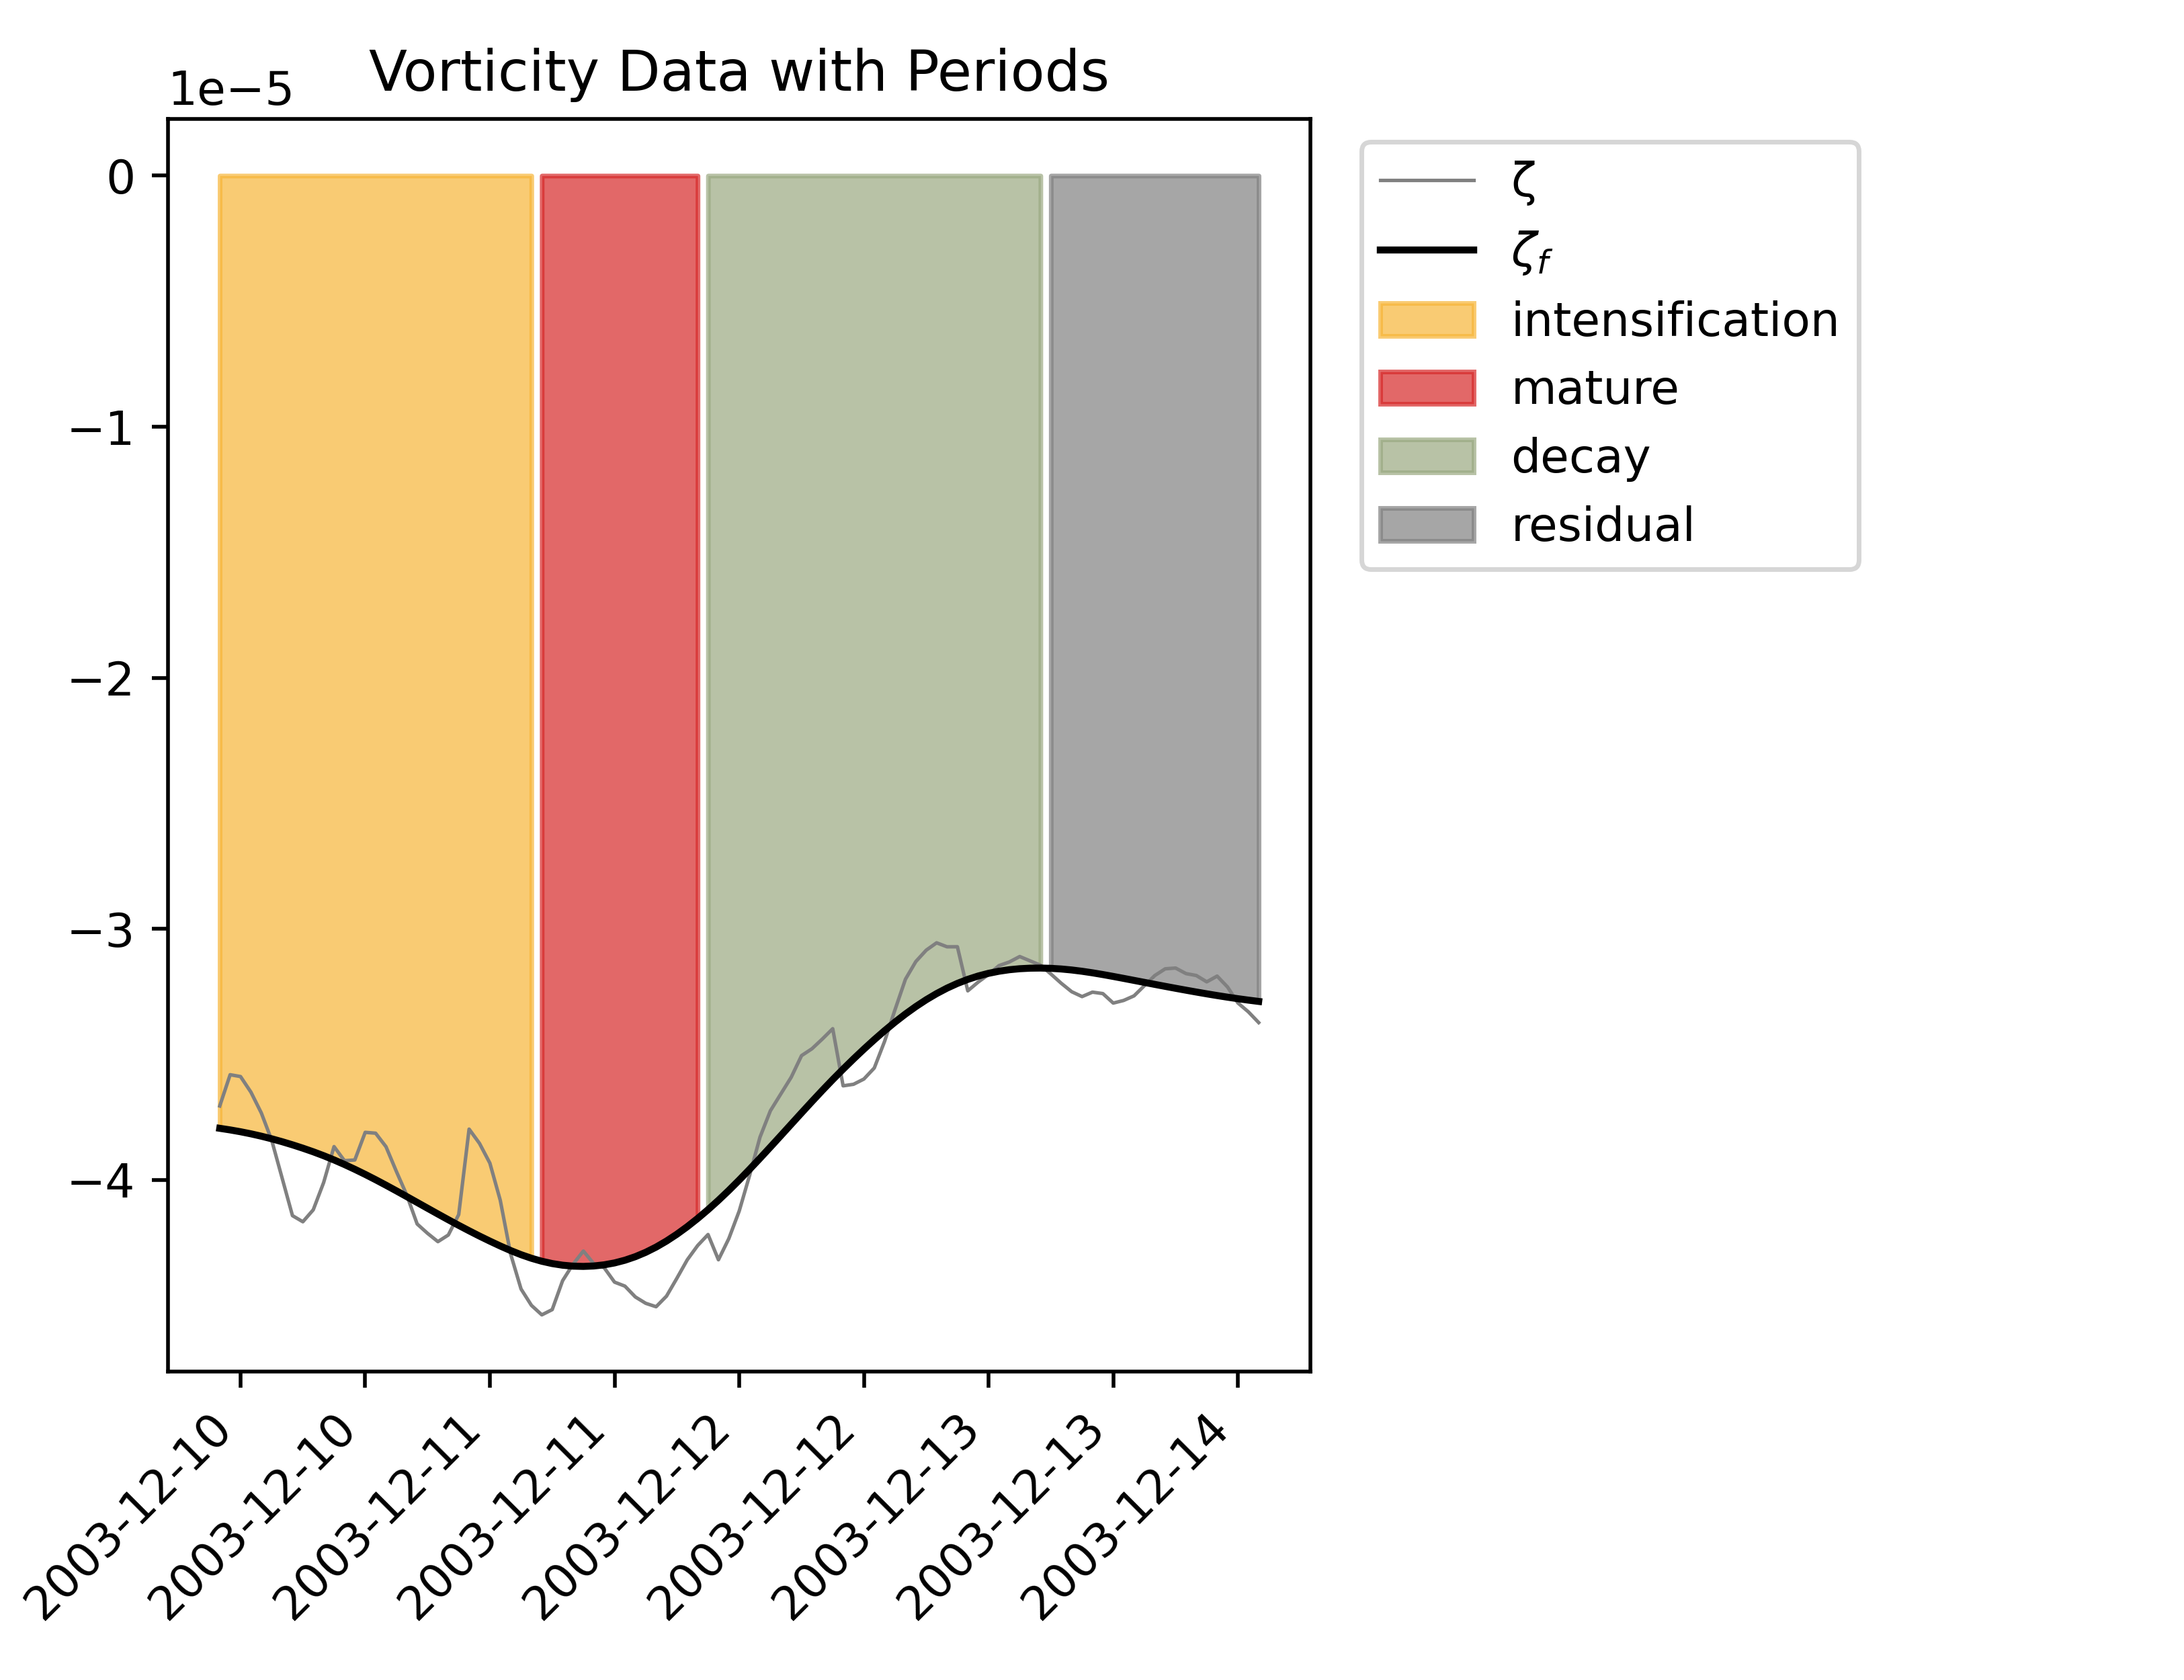 Vorticity Data with Periods
1e−5
0
−1
−2
−3
−4
2003-12-10
2003-12-10
2003-12-11
2003-12-11
2003-12-12
2003-12-12
2003-12-13
2003-12-13
2003-12-14
ζ
ζf
intensification
mature
decay
residual